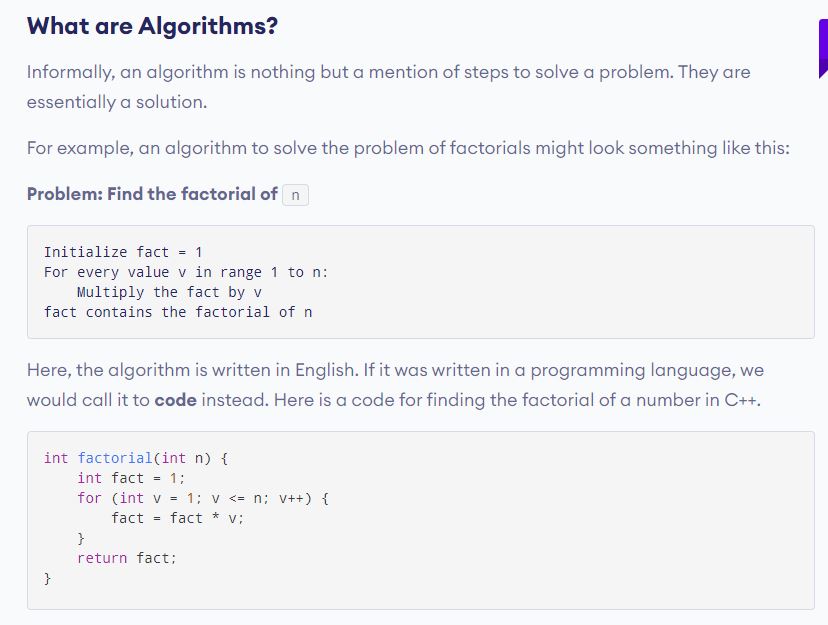 What are Algorithms?
Informally, an algorithm is nothing but a mention of steps to solve a problem. They are
essentially a solution.
For example, an algorithm to solve the problem of factorials might look something like this:
Problem: Find the factorial of n
Initialize fact = 1
For every value v in range 1 to n:
    Multiply the fact by v
fact contains the factorial of n
Here, the algorithm is written in English. If it was written in a programming language, we
would call it to code instead. Here is a code for finding the factorial of a number in C++.
int factorial(int n) {
    int fact = 1;
    for (int v = 1; v <= n; v++) {
        fact = fact * v;
    }
    return fact;
}